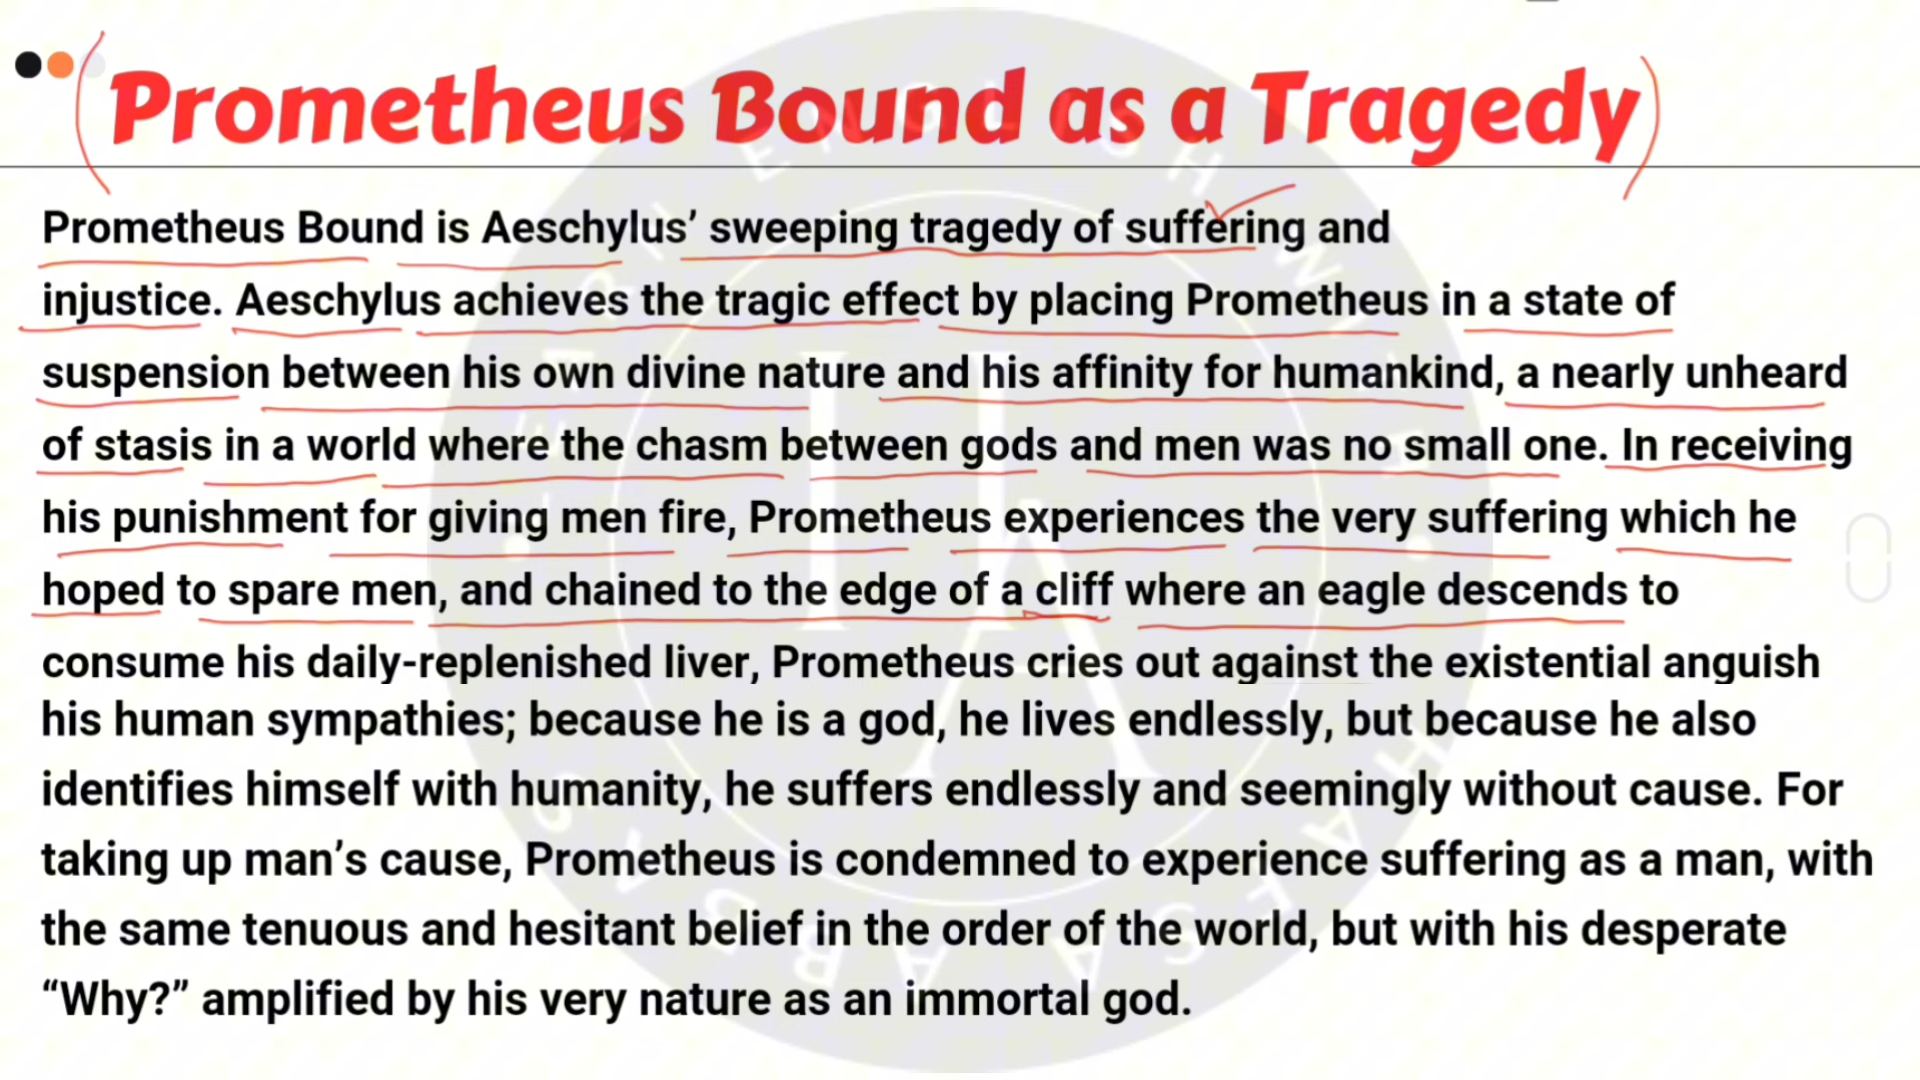 Prometheus Bound as a Tragedy
Prometheus Bound is Aeschylus’ sweeping tragedy of suffering and
injustice. Aeschylus achieves the tragic effect by placing Prometheus in a state of
suspension between his own divine nature and his affinity for humankind, a nearly unheard
of stasis in a world where the chasm between gods and men was no small one. In receiving
his punishment for giving men fire, Prometheus experiences the very suffering which he
hoped to spare men, and chained to the edge of a cliff where an eagle descends to
consume his daily-replenished liver, Prometheus cries out against the existential anguish
his human sympathies; because he is a god, he lives endlessly, but because he also
identifies himself with humanity, he suffers endlessly and seemingly without cause. For
taking up man’s cause, Prometheus is condemned to experience suffering as a man, with
the same tenuous and hesitant belief in the order of the world, but with his desperate
“Why?” amplified by his very nature as an immortal god.